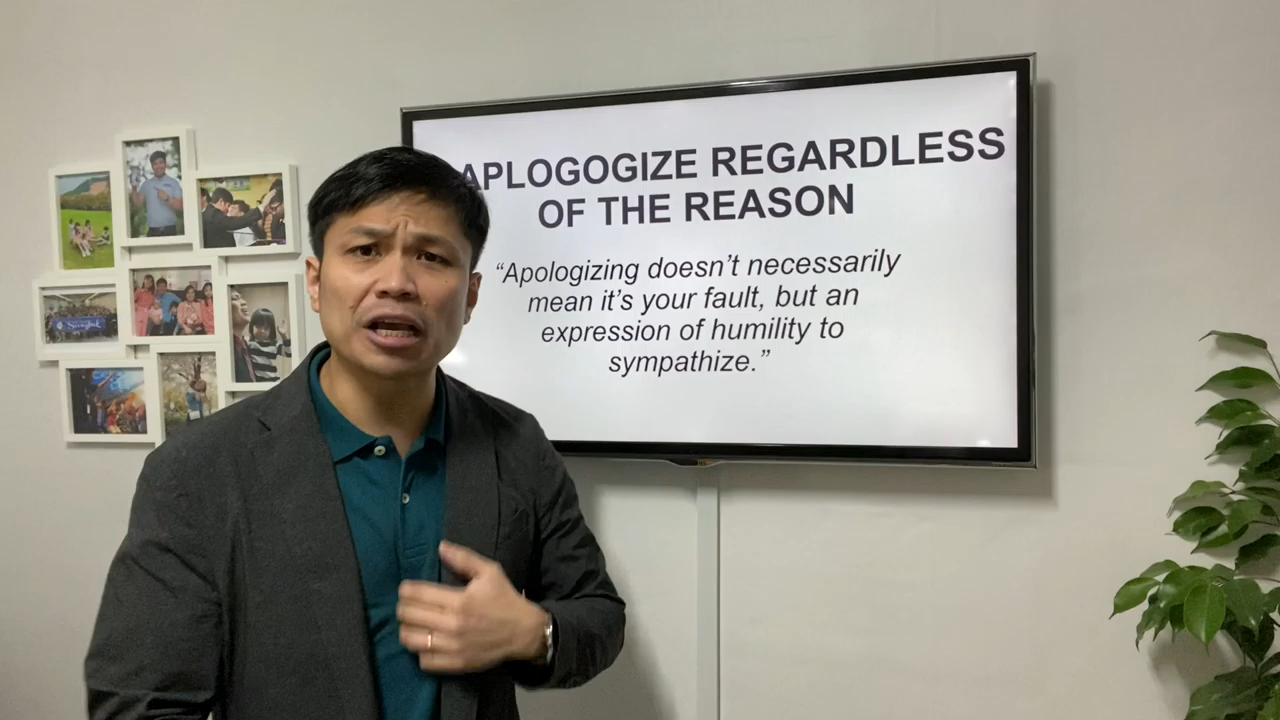 APLOGOGIZE REGARDLESS
OF THE REASON
“Apologizing doesn’t necessarily
mean it’s your fault, but an
expression of humility to
sympathize.”